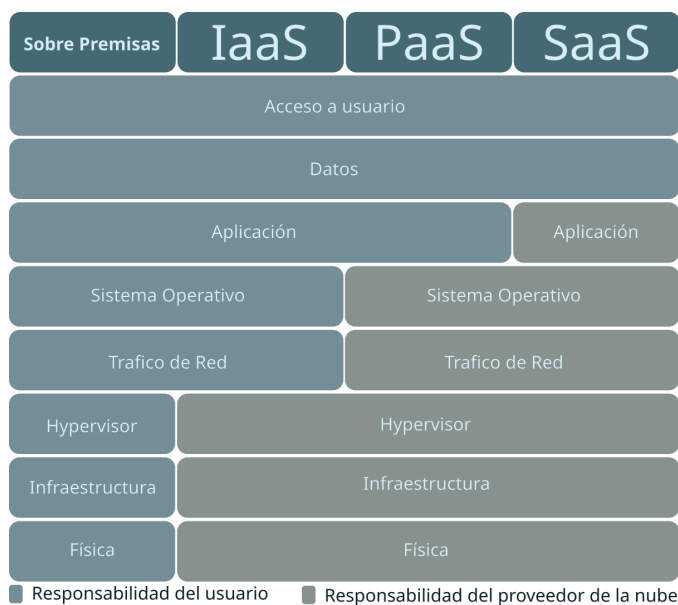 Sobre Premisas IaaS PaaS SaaS
Acceso a usuario
Datos
Aplicación Aplicación
Sistema Operativo Sistema Operativo
Trafico de Red Trafico de Red
Hypervisor Hypervisor
Infraestructura Infraestructura
Física Física
Responsabilidad del usuario Responsabilidad del proveedor de la nube